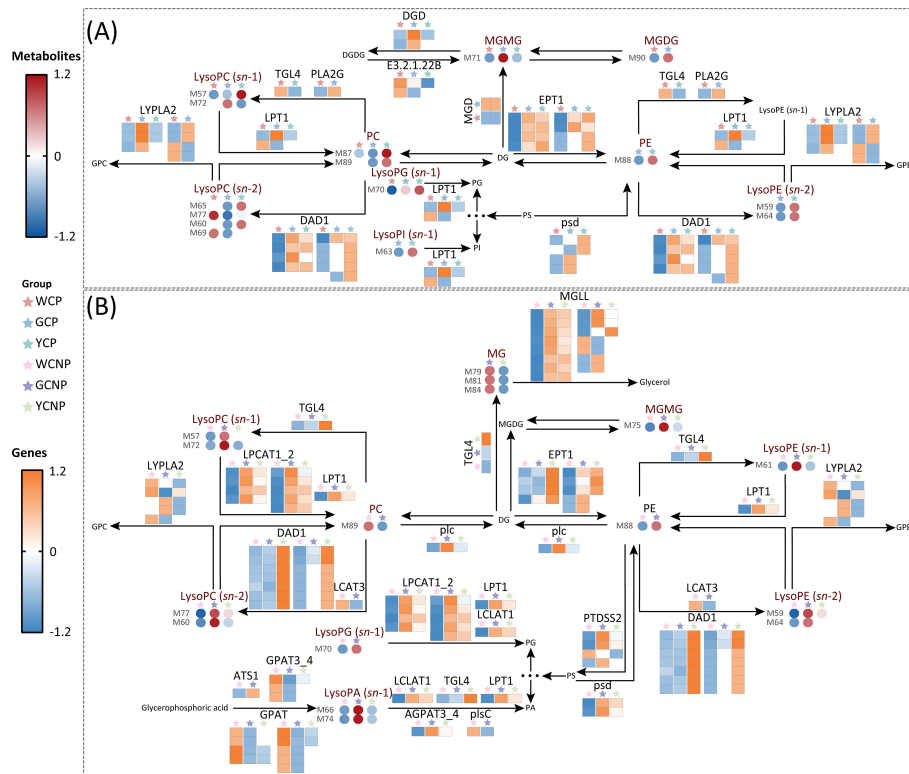 Metabolites
1.2
0
-1.2
Group
WCP
GCP
YCP
WCNP
GCNP
YCNP
Genes
1.2
0
-1.2
(A)
DGD
DGDG
E3.2.1.22B
MGMG
M71
MGDG
M90
LysoPC (sn-1)
M57
M72
TGL4
PLA2G
LYPLA2
LPT1
GPC
PC
M87
M89
MGD
EPT1
DG
PE
M88
TGL4
PLA2G
LPT1
LysoPE (sn-1)
LYPLA2
GPE
LysoPC (sn-2)
M65
M77
M60
M69
DAD1
LysoPG (sn-1)
M70
LPT1
PG
PS
PI
LysoPI (sn-1)
M63
LPT1
psd
DAD1
LysoPE (sn-2)
M59
M64
(B)
MGLL
MG
M79
M81
M84
Glycerol
LysoPC (sn-1)
M57
M72
TGL4
LYPLA2
LPCAT1_2
LPT1
GPC
PC
M89
TGL4
MGDG
MGMG
M75
EPT1
DG
plc
plc
PE
M88
TGL4
LysoPE (sn-1)
M61
LPT1
LYPLA2
GPE
DAD1
LCAT3
LysoPC (sn-2)
M77
M60
LPCAT1_2
LPT1
LCLAT1
LysoPG (sn-1)
M70
PG
PS
PA
PTDSS2
psd
LCAT3
DAD1
LysoPE (sn-2)
M59
M64
ATS1
GPAT3_4
Glycerophosphoric acid
GPAT
LysoPA (sn-1)
M66
M74
LCLAT1
TGL4
LPT1
AGPAT3_4
plsC